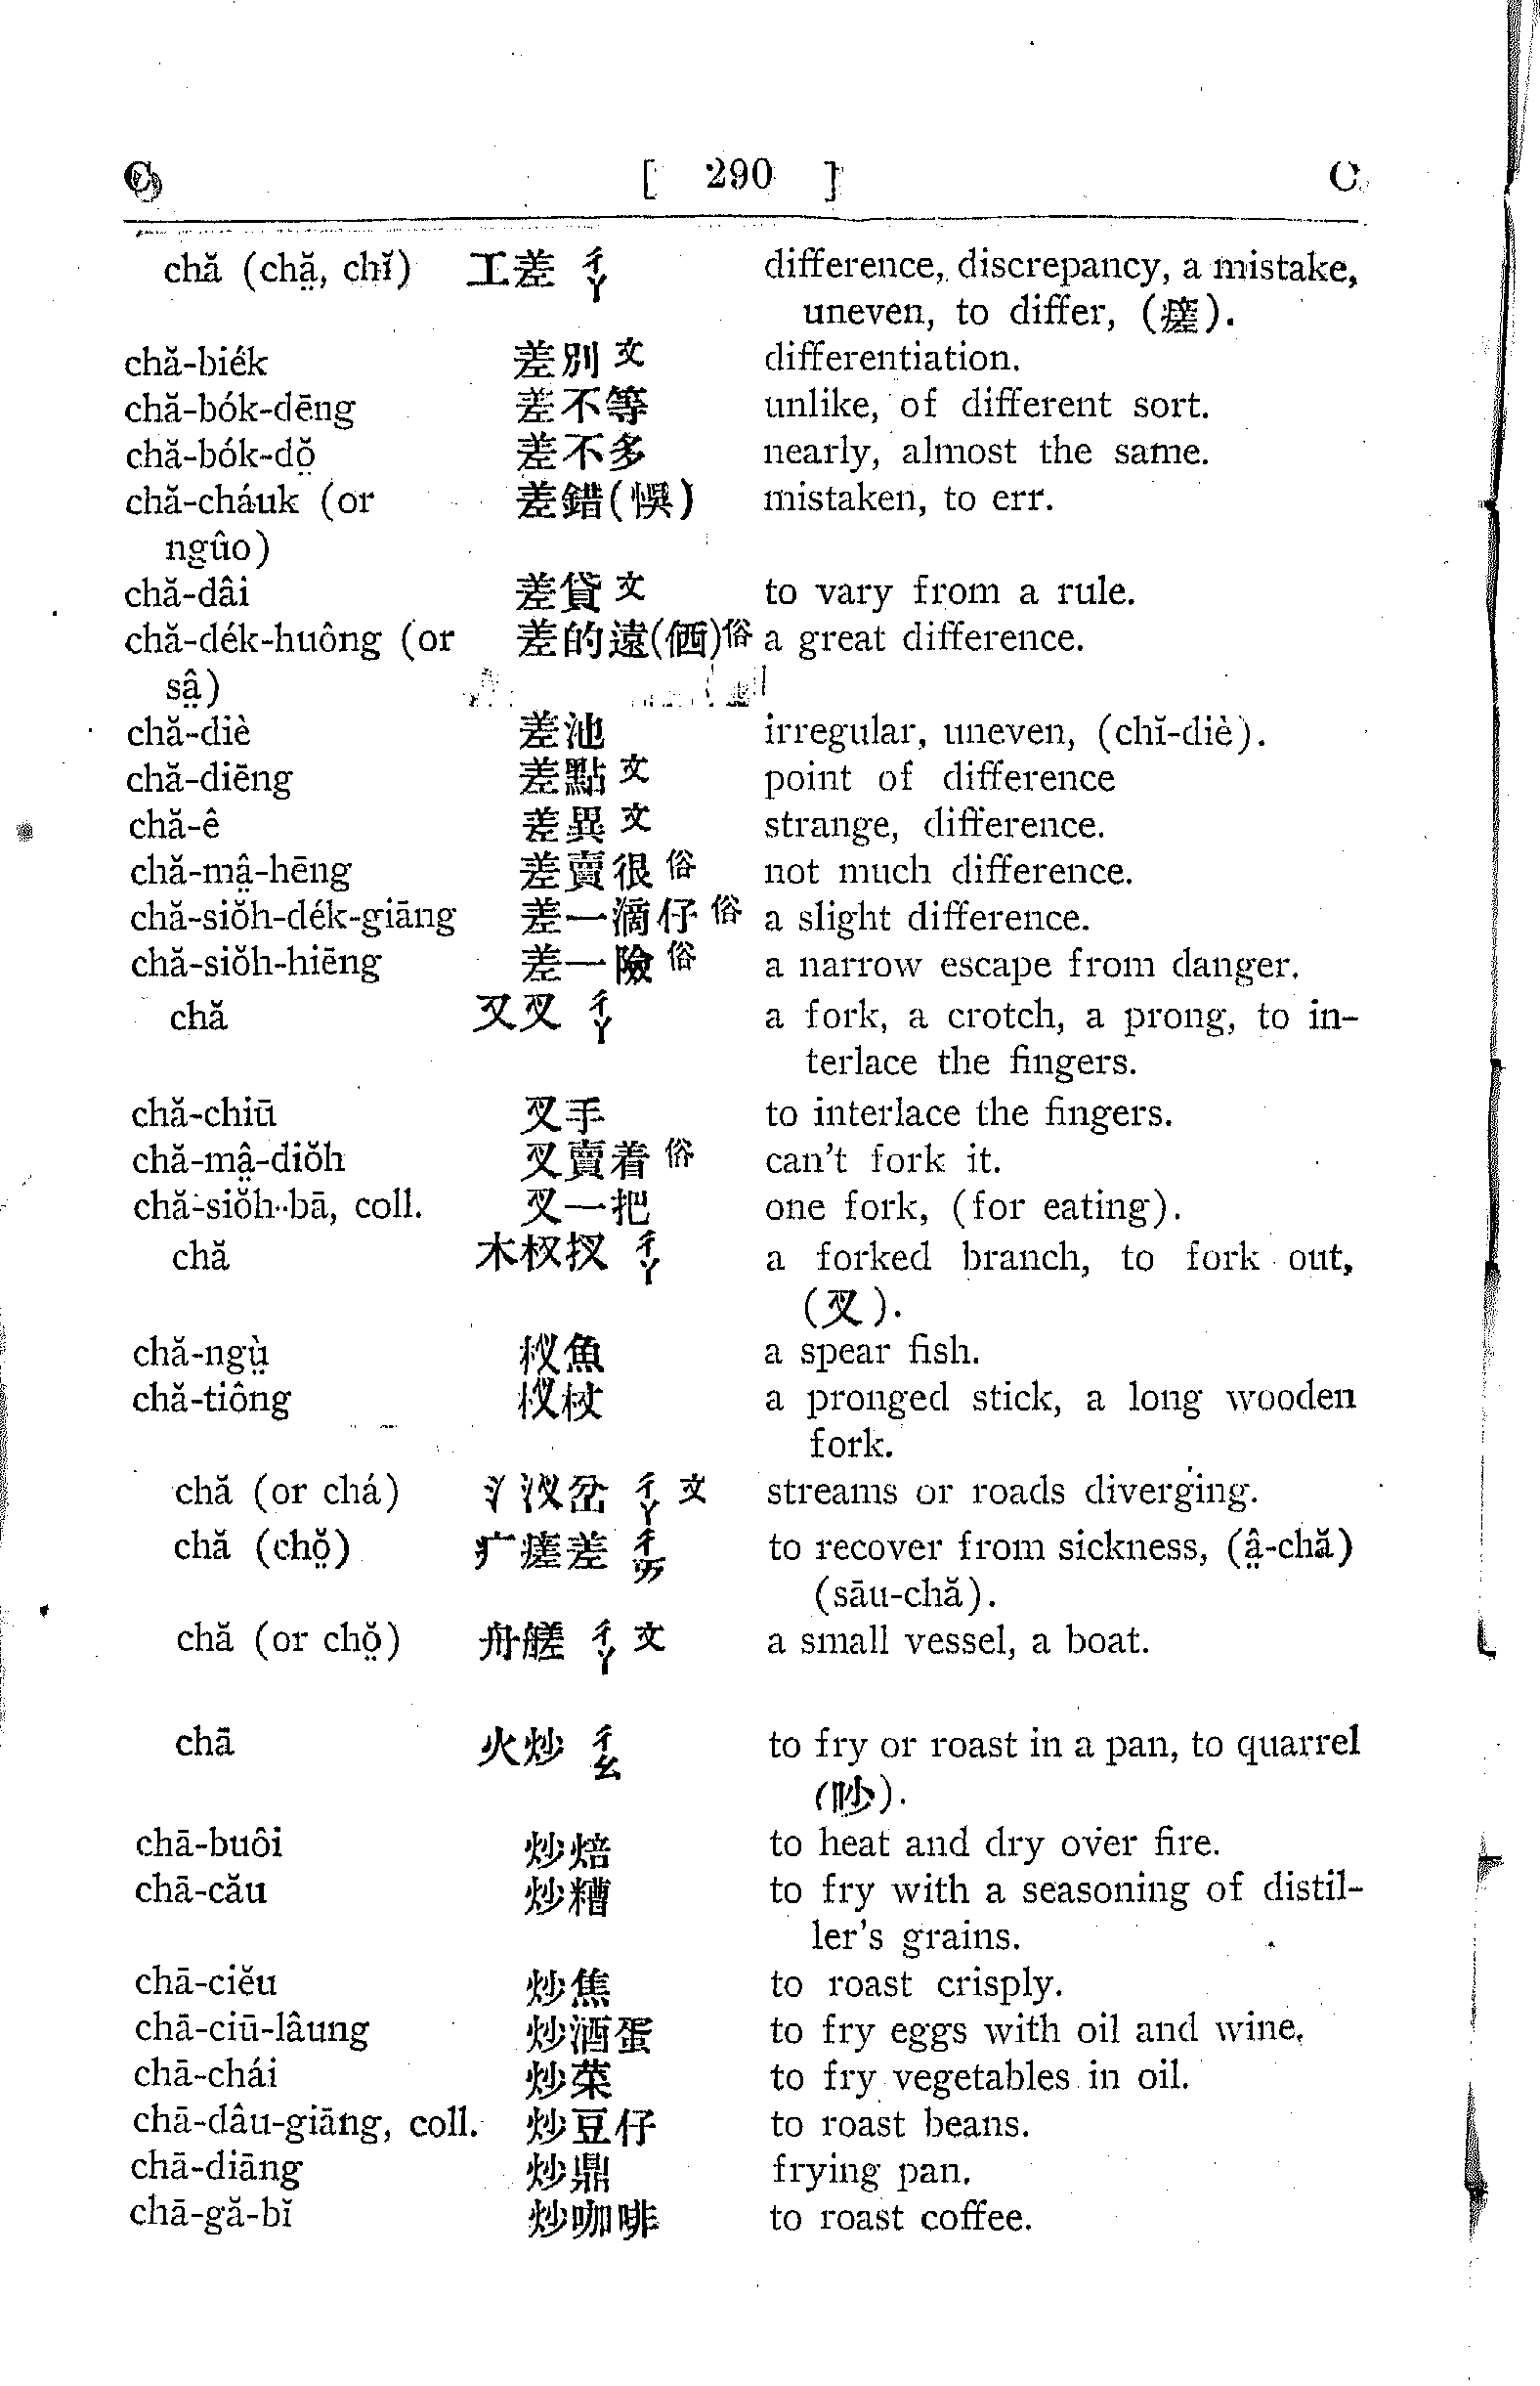 C [ 290 ] C
chă (chă̤, chĭ) 工差 ㄔㄚ difference, discrepancy, a mistake,
uneven, to differ, (瘥).
chă-biék 差別文 differentiation.
chă-bók-dēng 差不等 unlike, of different sort.
chă-bók-dŏ̤ 差不多 nearly, almost the same.
chă-cháuk (or 差錯(悞) mistaken, to err.
ngûo)
chă-dâi 差貸文 to vary from a rule.
chă-dék-huông (or 差的遠()俗 a great difference.
sâ̤)
chă-diè 差池 irregular, uneven, (chĭ-diè).
chă-diēng 差點文 point of difference
chă-ê 差異文 strange, difference.
chă-mâ̤-hēng 差賣很俗 not much difference.
chă-siŏh-dék-giāng 差一滴仔俗 a slight difference.
chă-siŏh-hiēng 差一險俗 a narrow escape from danger.
chă 又叉 ㄔㄚ a fork, a crotch, a prong, to in-
terlace the fingers.
chă-chiū 叉手 to interlace the fingers.
chă-mâ̤-diŏh 叉賣着俗 can't fork it.
chă-siŏh-bā, coll. 叉一把 one fork, (for eating).
chă 木杈扠 ㄔㄚ a forked branch, to fork out,
(叉).
chă-ngṳ̀ 杈魚 a spear fish.
chă-tiông 杈杖 a pronged stick, a long wooden
fork.
chă (or chá) 氵汊岔 ㄔㄚ 文 streams or roads diverging.
chă (chŏ̤) 疒瘥差 ㄔㄞ to recover from sickness, (â̤-chă)
(sāu-chă).
chă (or chŏ̤) 舟艖 ㄔㄚ 文 a small vessel, a boat.
chā 火炒 ㄔㄠ to fry or roast in a pan, to quarrel
(吵).
chā-buôi 炒焙 to heat and dry over fire.
chā-cău 炒糟 to fry with a seasoning of distil-
ler's grains.
chā-ciĕu 炒焦 to roast crisply.
chā-ciū-lâung 炒酒蛋 to fry eggs with oil and wine.
chā-chái 炒菜 to fry vegetables in oil.
chā-dâu-giāng, coll. 炒豆仔 to roast beans.
chā-diāng 炒鼎 frying pan.
chā-gă-bĭ 炒咖啡 to roast coffee.